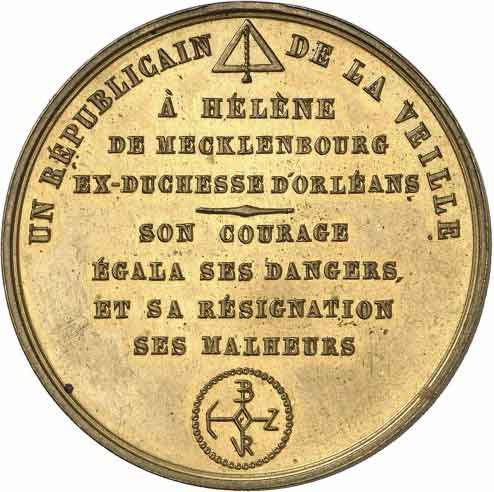 UN RÉPUBLICAIN DE LA VEILLE
À HÉLÈNE
DE MECKLENBOURG
EX-DUCHESSE D'ORLÉANS
SON COURAGE
ÉGALA SES DANGERS,
ET SA RÉSIGNATION
SES MALHEURS